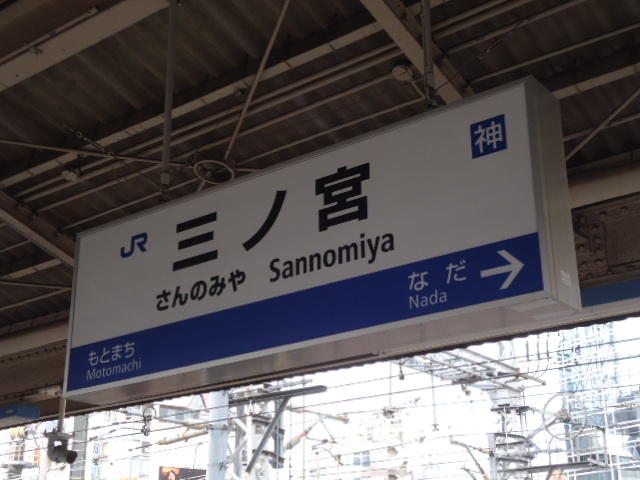 神
JR 三ノ宮
さんのみや Sannomiya
なだ →
Nada
もとまち
Motomachi